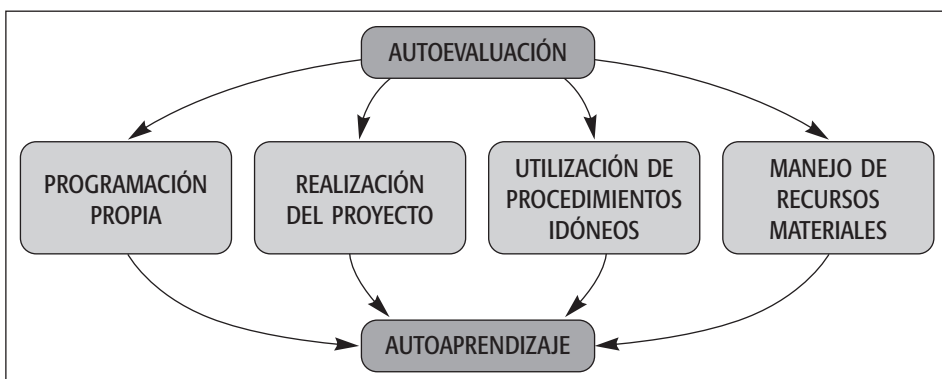 AUTOEVALUACIÓN
PROGRAMACIÓN
PROPIA
REALIZACIÓN
DEL PROYECTO
UTILIZACIÓN DE
PROCEDIMIENTOS
IDÓNEOS
MANEJO DE
RECURSOS
MATERIALES
AUTOAPRENDIZAJE